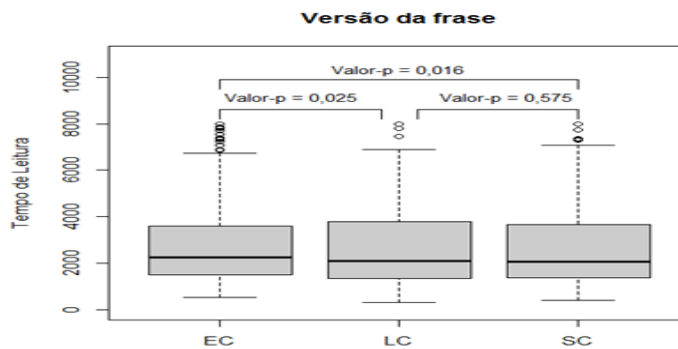 Versão da frase
Valor-p = 0,016
Valor-p = 0,025
Valor-p = 0,575
Tempo de Leitura
10000
8000
6000
4000
2000
0
EC
LC
SC